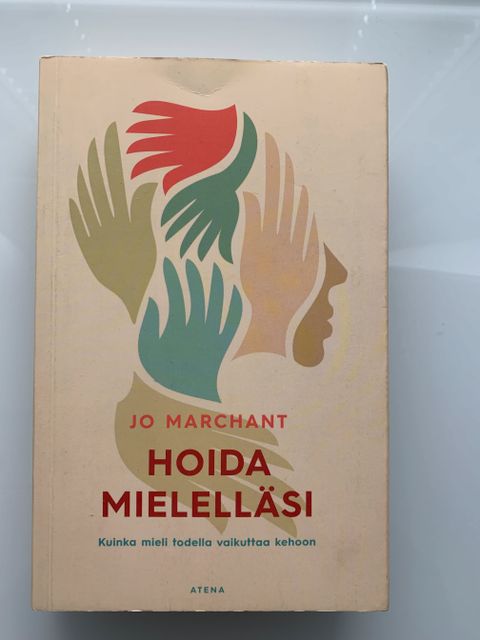 JO MARCHANT
HOIDA
MIELELLÄSI
Kuinka mieli todella vaikuttaa kehoon
ATENA